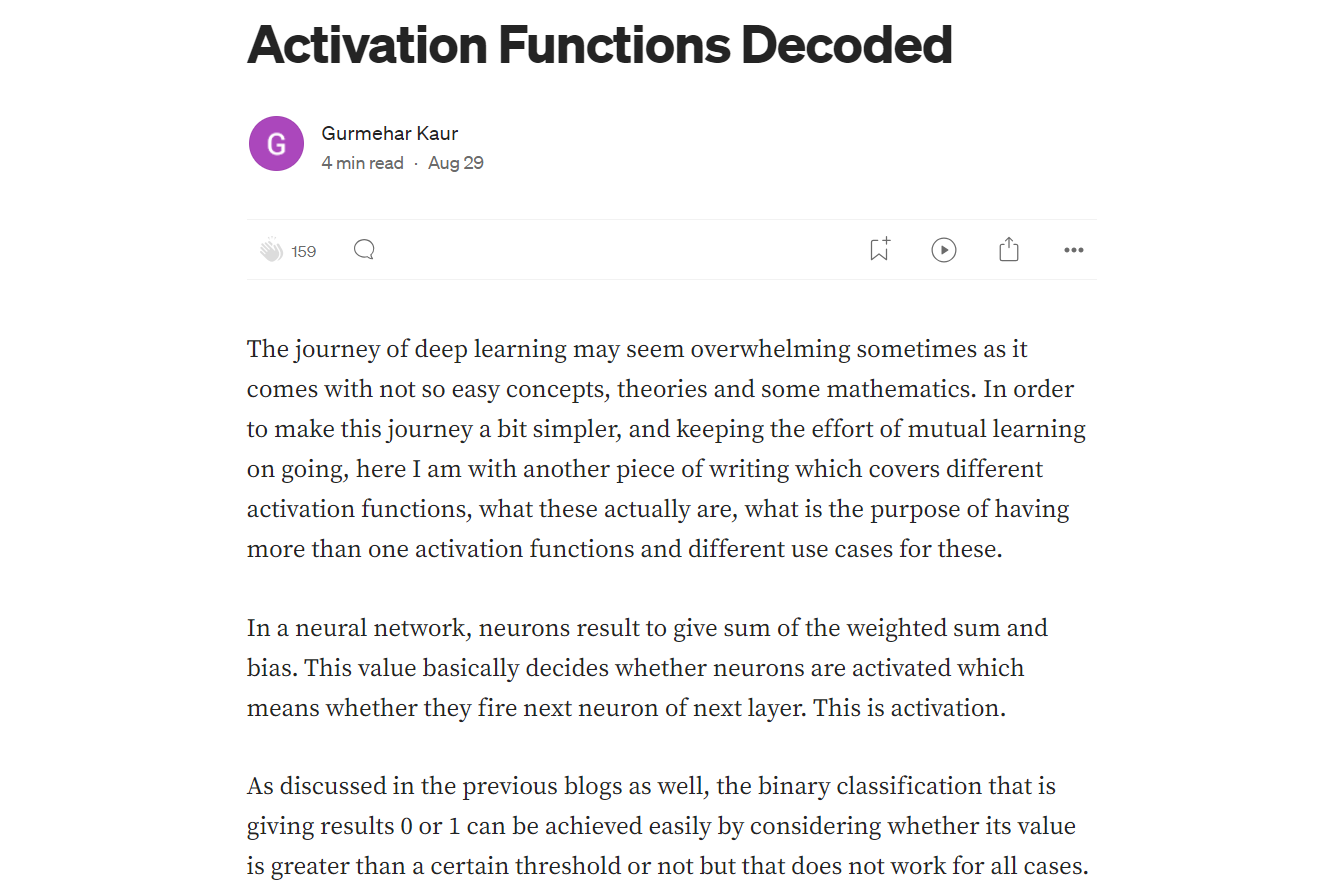 Activation Functions Decoded
G
Gurmehar Kaur
4 min read · Aug 29
159
The journey of deep learning may seem overwhelming sometimes as it
comes with not so easy concepts, theories and some mathematics. In order
to make this journey a bit simpler, and keeping the effort of mutual learning
on going, here I am with another piece of writing which covers different
activation functions, what these actually are, what is the purpose of having
more than one activation functions and different use cases for these.
In a neural network, neurons result to give sum of the weighted sum and
bias. This value basically decides whether neurons are activated which
means whether they fire next neuron of next layer. This is activation.
As discussed in the previous blogs as well, the binary classification that is
giving results 0 or 1 can be achieved easily by considering whether its value
is greater than a certain threshold or not but that does not work for all cases.